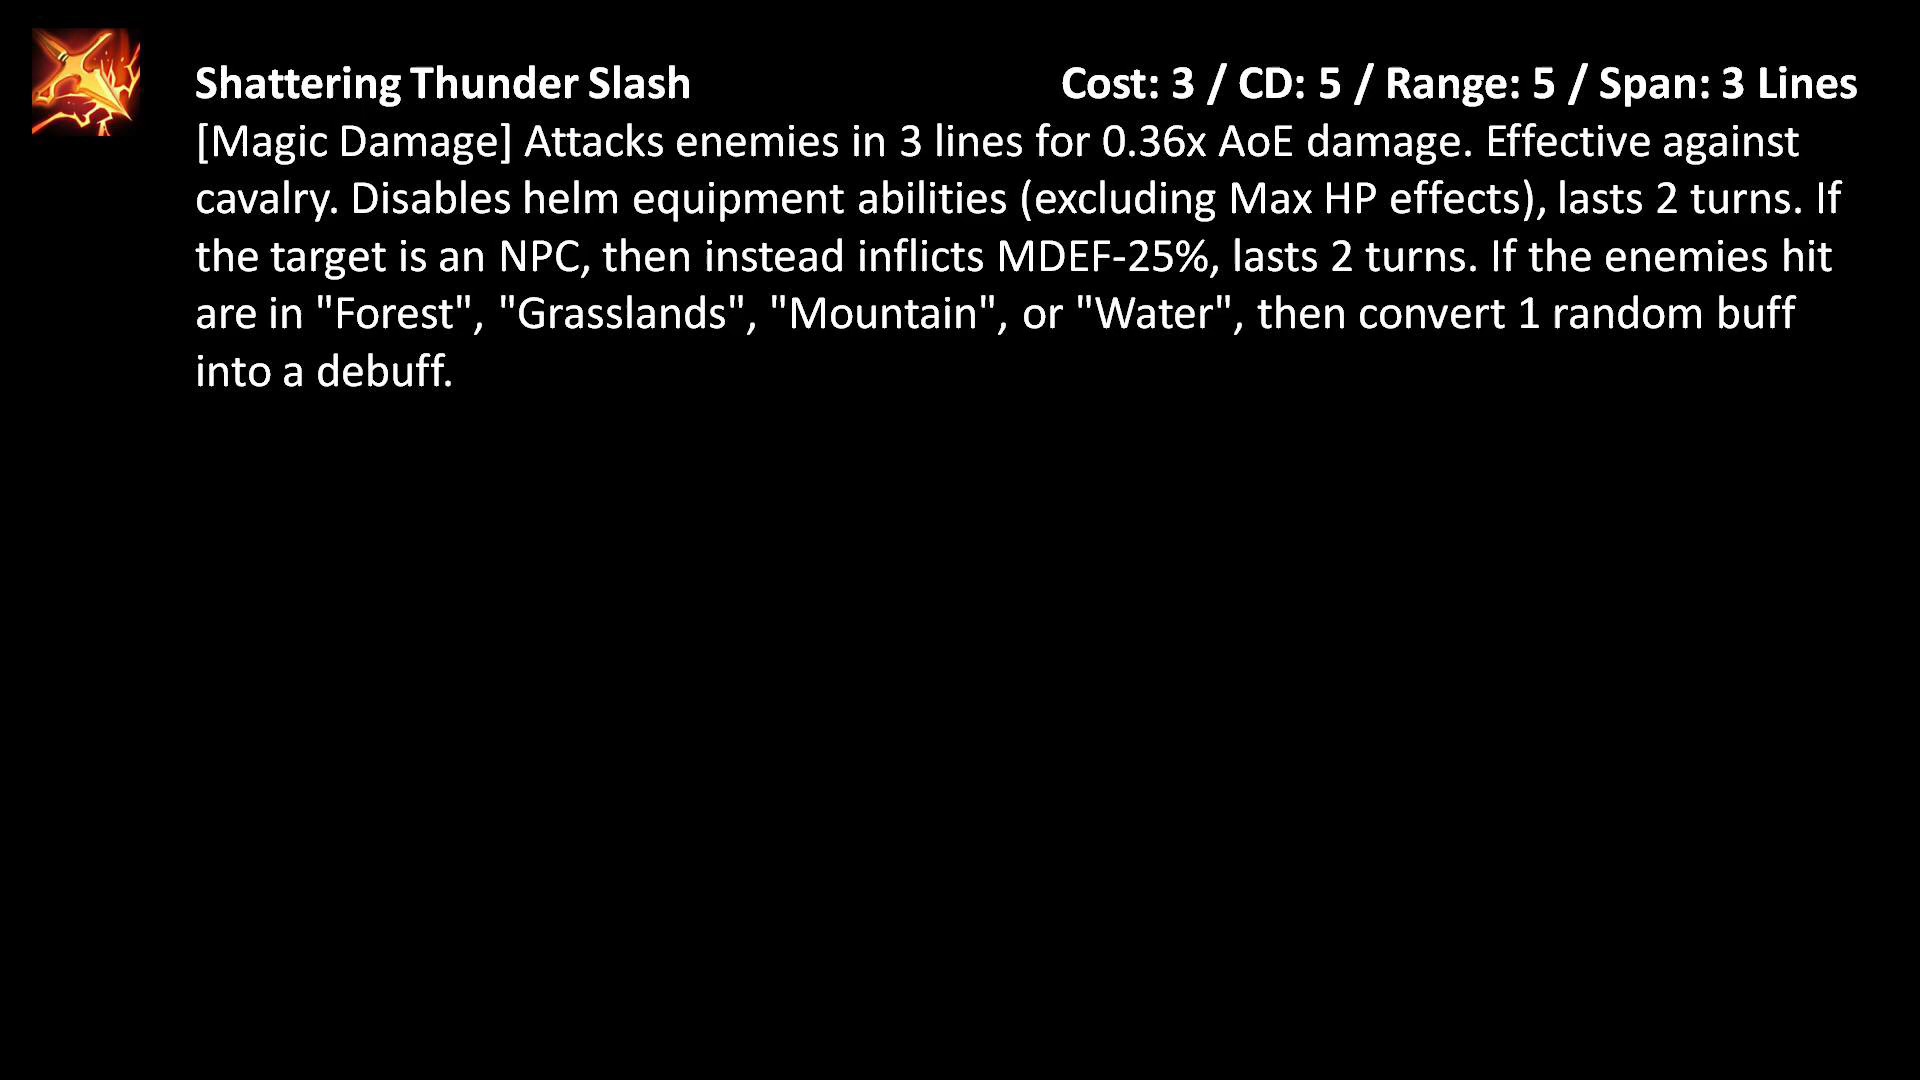 Shattering Thunder Slash Cost: 3 / CD: 5 / Range: 5 / Span: 3 Lines
[Magic Damage] Attacks enemies in 3 lines for 0.36x AoE damage. Effective against
cavalry. Disables helm equipment abilities (excluding Max HP effects), lasts 2 turns. If
the target is an NPC, then instead inflicts MDEF-25%, lasts 2 turns. If the enemies hit
are in "Forest", "Grasslands", "Mountain", or "Water", then convert 1 random buff
into a debuff.